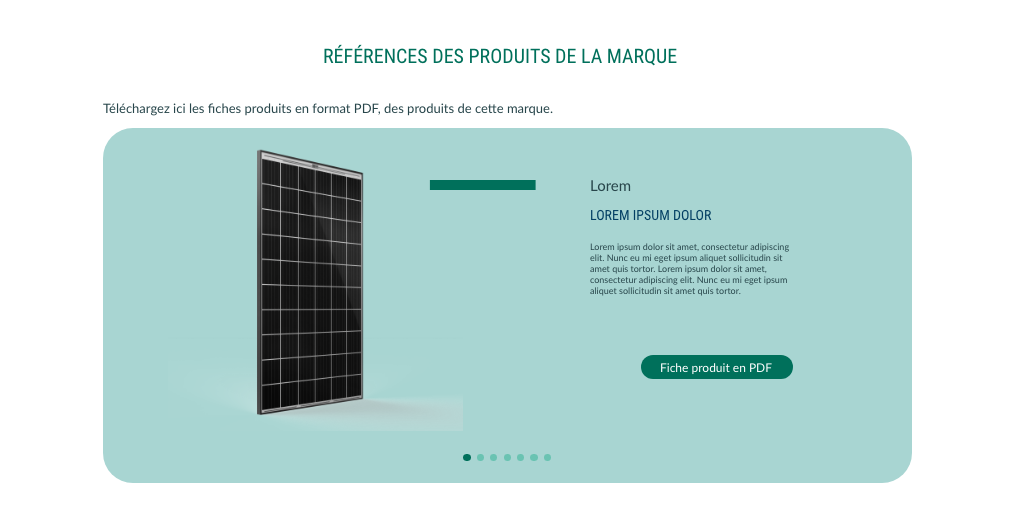 RÉFÉRENCES DES PRODUITS DE LA MARQUE
Téléchargez ici les fiches produits en format PDF, des produits de cette marque.
Lorem
LOREM IPSUM DOLOR
Lorem ipsum dolor sit amet, consectetur adipiscing
elit. Nunc eu mi eget ipsum aliquet sollicitudin sit
amet quis tortor. Lorem ipsum dolor sit amet,
consectetur adipiscing elit. Nunc eu mi eget ipsum
aliquet sollicitudin sit amet quis tortor.
Fiche produit en PDF